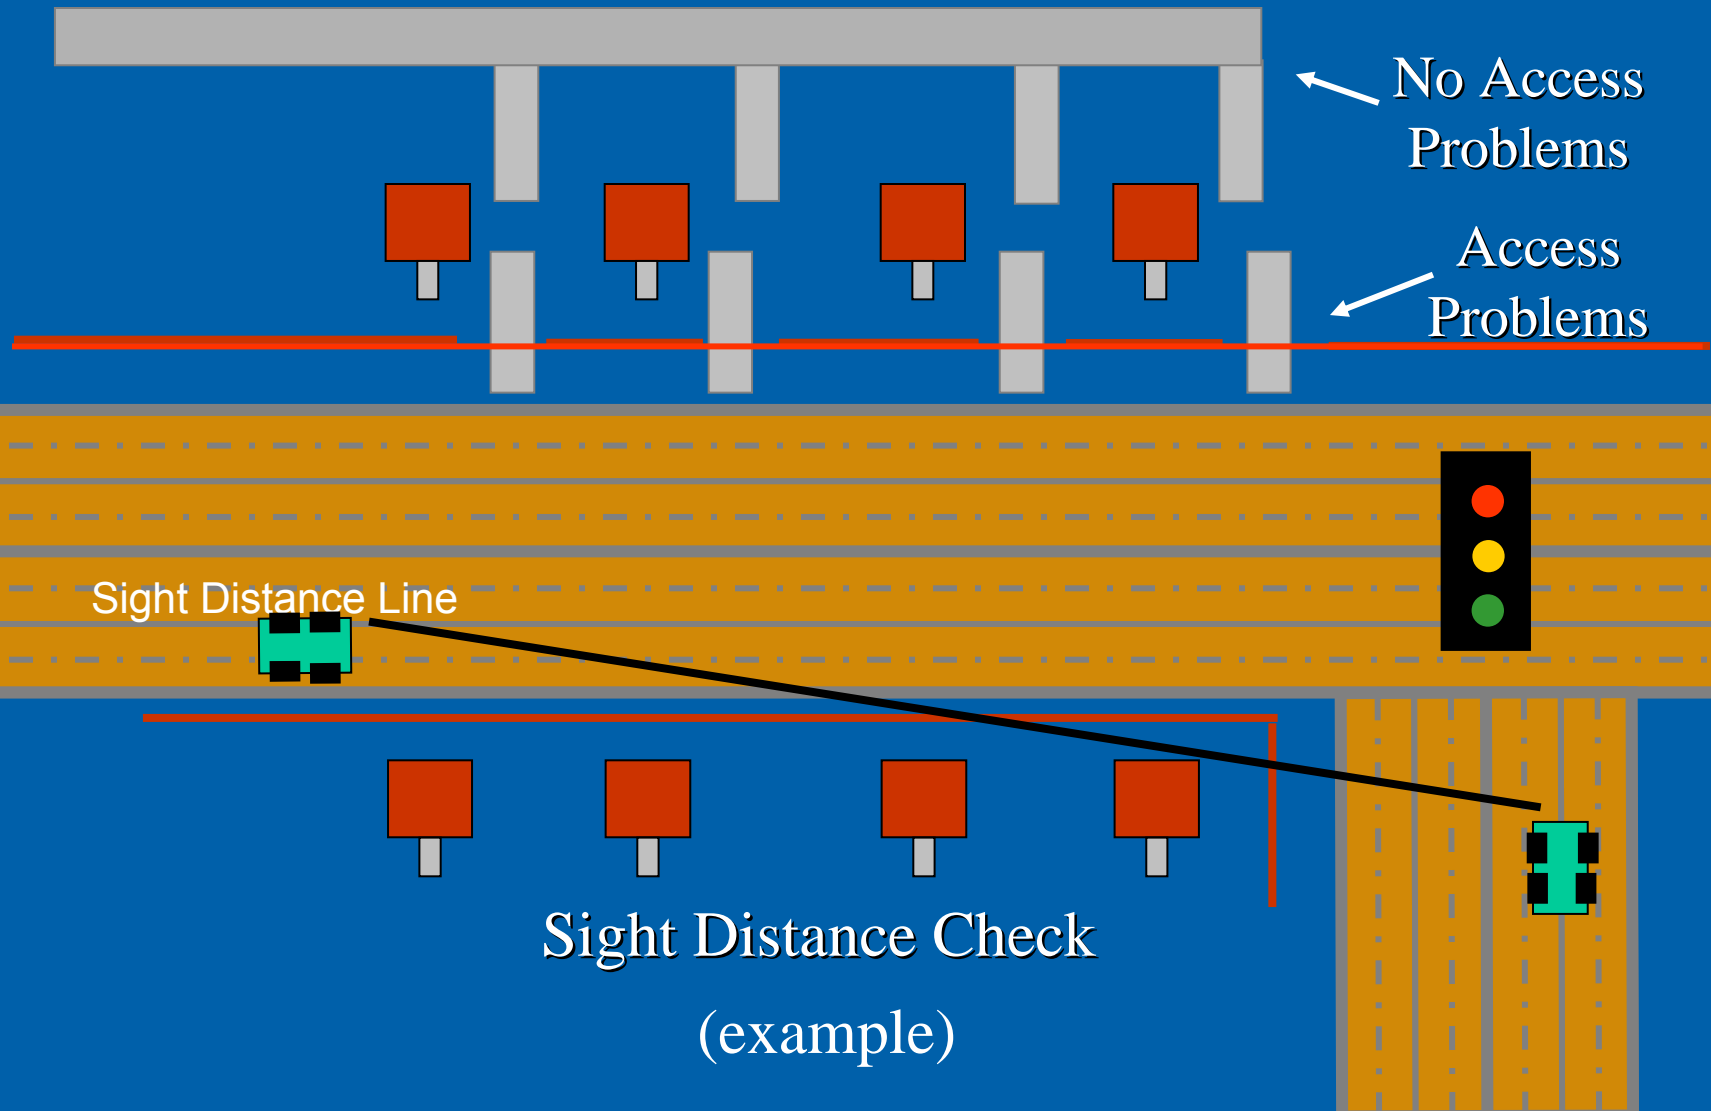 No Access
Problems
Access
Problems
Sight Distance Line
Sight Distance Check
(example)